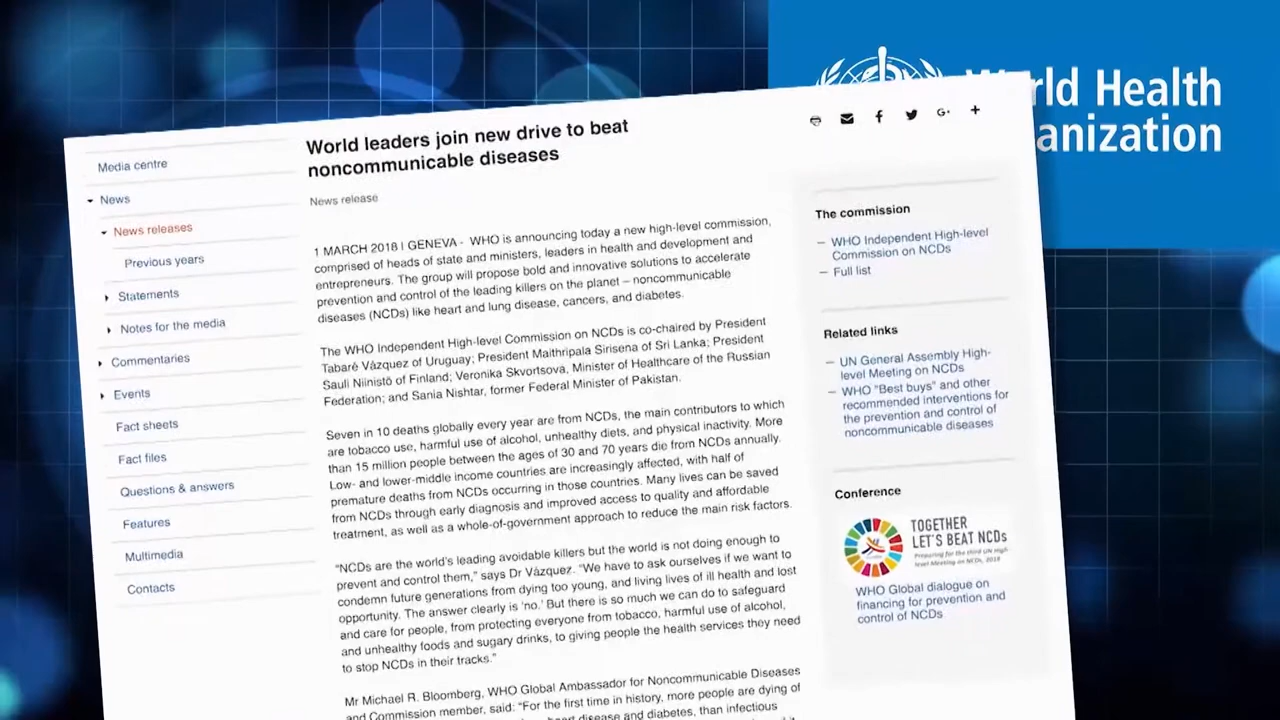 World Health
anization
Media centre
News
News releases
Previous years
Statements
Notes for the media
Commentaries
Events
Fact sheets
Fact files
Questions & answers
Features
Multimedia
Contacts
World leaders join new drive to beat
noncommunicable diseases
News release
1 MARCH 2018 | GENEVA - WHO is announcing today a new high-level commission,
comprised of heads of state and ministers, leaders in health and development and
entrepreneurs. The group will propose bold and innovative solutions to accelerate
prevention and control of the leading killers on the planet – noncommunicable
diseases (NCDs) like heart and lung disease, cancers, and diabetes.
The WHO Independent High-level Commission on NCDs is co-chaired by President
Tabaré Vázquez of Uruguay; President Maithripala Sirisena of Sri Lanka; President
Sauli Niinistö of Finland; Veronika Skvortsova, Minister of Healthcare of the Russian
Federation; and Sania Nishtar, former Federal Minister of Pakistan.
Seven in 10 deaths globally every year are from NCDs, the main contributors to which
are tobacco use, harmful use of alcohol, unhealthy diets, and physical inactivity. More
than 15 million people between the ages of 30 and 70 years die from NCDs annually.
Low- and lower-middle income countries are increasingly affected, with half of
premature deaths from NCDs occurring in those countries. Many lives can be saved
from NCDs through early diagnosis and improved access to quality and affordable
treatment, as well as a whole-of-government approach to reduce the main risk factors.
"NCDs are the world's leading avoidable killers but the world is not doing enough to
prevent and control them," says Dr Vázquez. "We have to ask ourselves if we want to
condemn future generations from dying too young, and living lives of ill health and lost
opportunity. The answer clearly is 'no.' But there is so much we can do to safeguard
and care for people, from protecting everyone from tobacco, harmful use of alcohol,
and unhealthy foods and sugary drinks, to giving people the health services they need
to stop NCDs in their tracks."
Mr Michael R. Bloomberg, WHO Global Ambassador for Noncommunicable Diseases
and Commission member, said: "For the first time in history, more people are dying of
heart disease and diabetes, than infectious
The commission
– WHO Independent High-level
Commission on NCDs
– Full list
Related links
– UN General Assembly High-
level Meeting on NCDs
– WHO "Best buys" and other
recommended interventions for
the prevention and control of
noncommunicable diseases
Conference
TOGETHER
LET'S BEAT NCDs
Preparing for the third UN High
level Meeting on NCDs, 2018
WHO Global dialogue on
financing for prevention and
control of NCDs